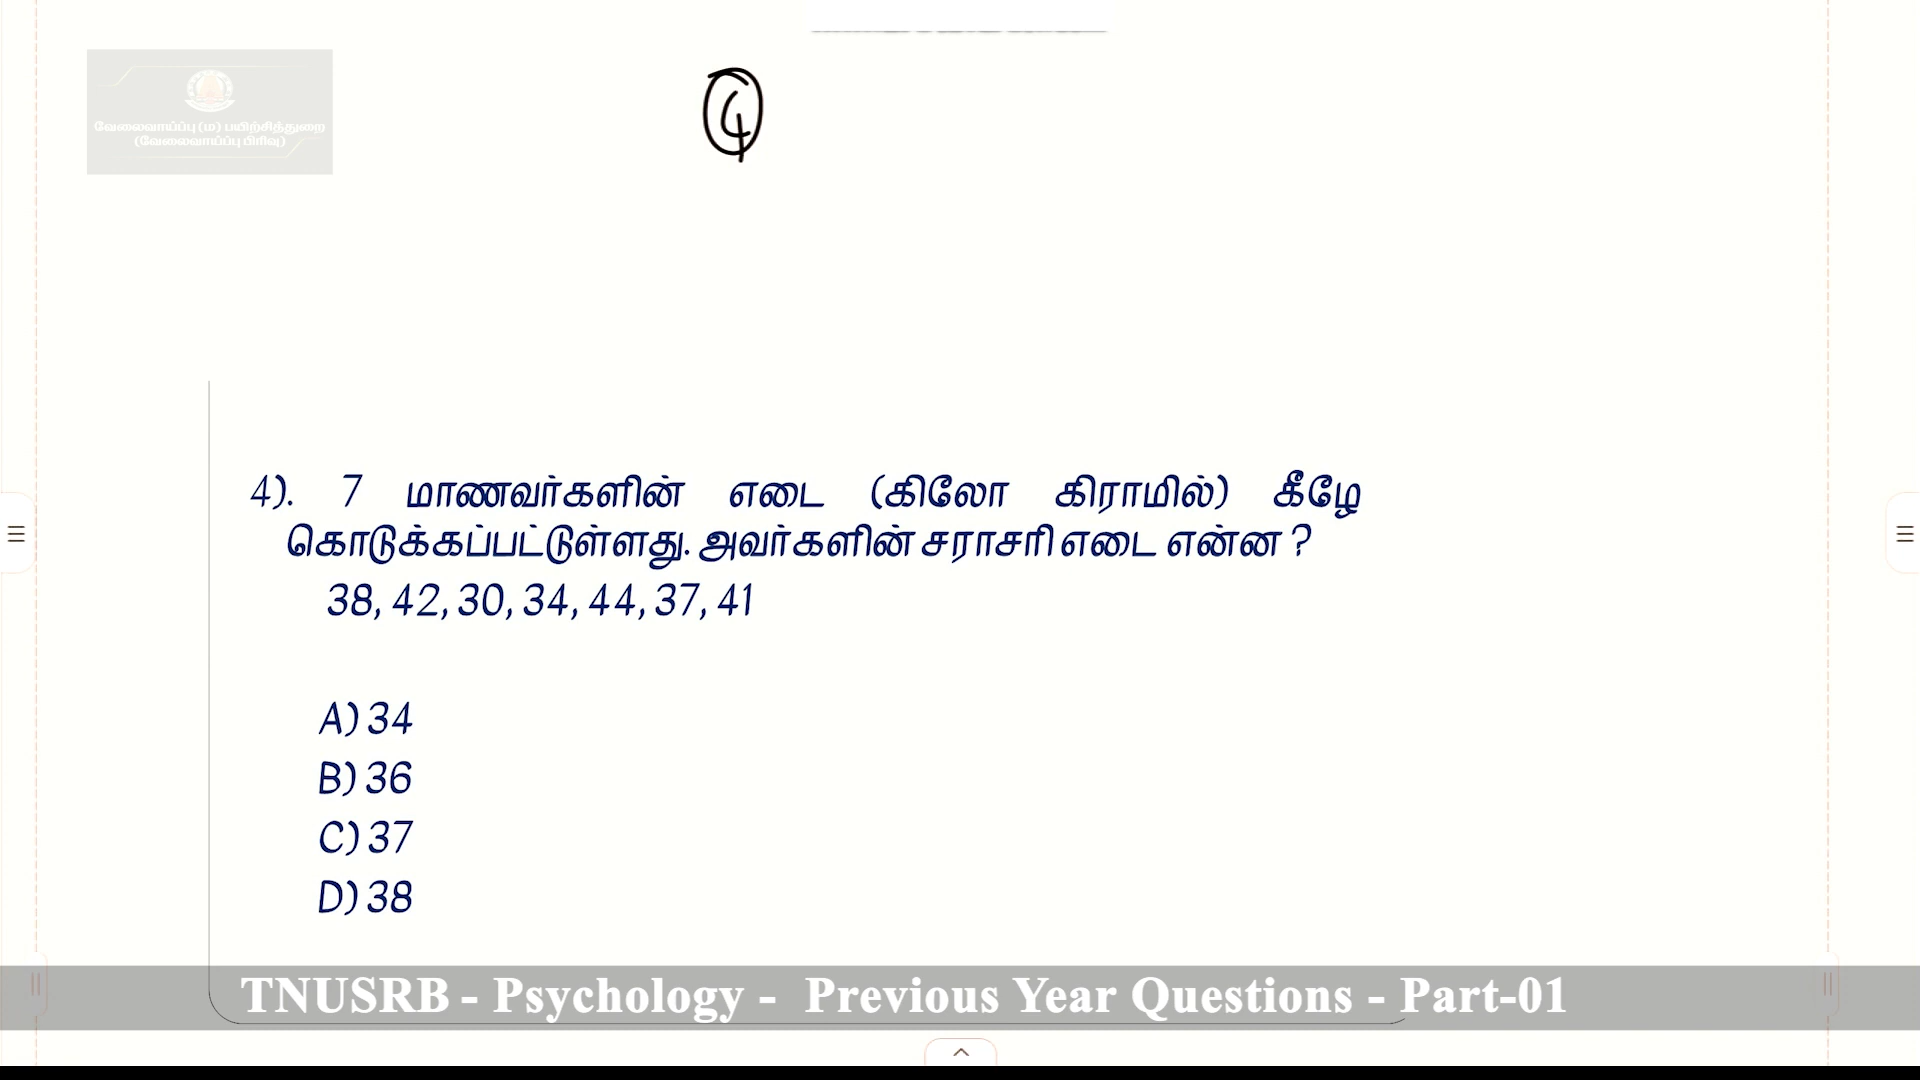 வேலைவாய்ப்பு (ம) பயிற்சித்துறை
(வேலைவாய்ப்பு பிரிவு)
4
4). 7 மாணவர்களின் எடை (கிலோ கிராமில்) கீழே
கொடுக்கப்பட்டுள்ளது. அவர்களின் சராசரி எடை என்ன ?
38, 42, 30, 34, 44, 37, 41
A) 34
B) 36
C) 37
D) 38
TNUSRB - Psychology - Previous Year Questions - Part-01